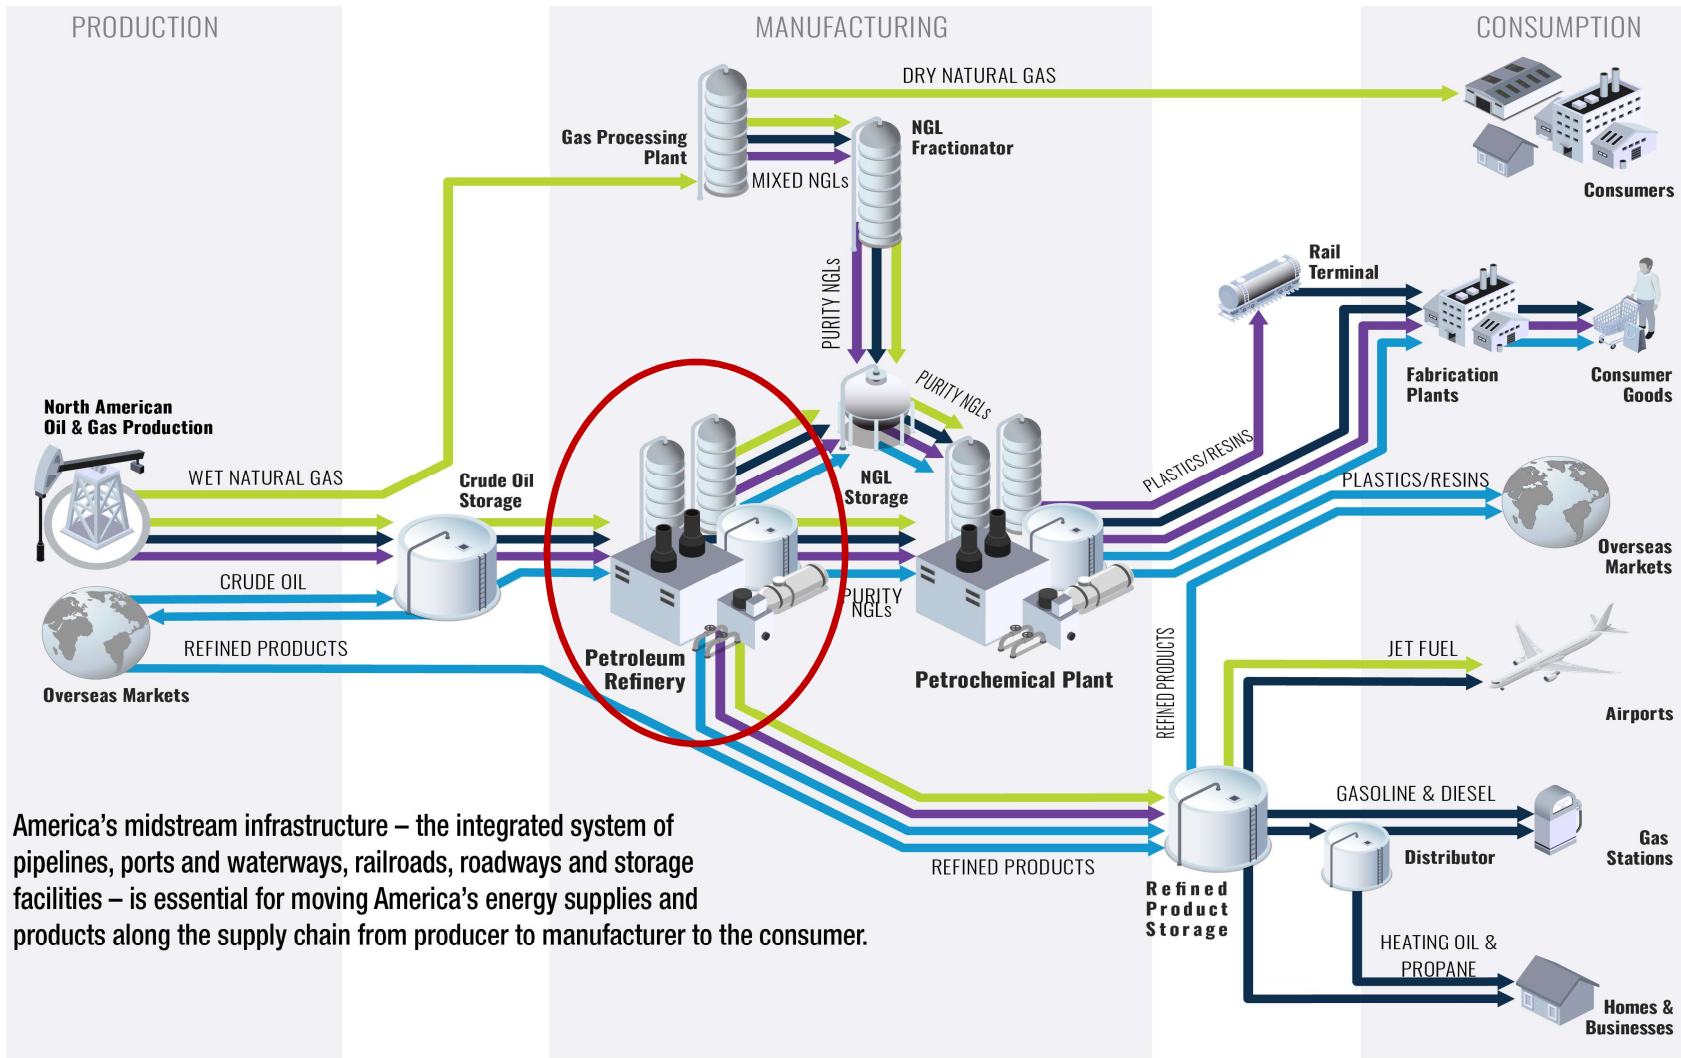 PRODUCTION
MANUFACTURING
CONSUMPTION
DRY NATURAL GAS
Gas Processing
Plant
NGL
Fractionator
MIXED NGLs
Consumers
PURITY NGLs
Rail
Terminal
PURITY NGLs
Fabrication
Plants
Consumer
Goods
North American
Oil & Gas Production
WET NATURAL GAS
Crude Oil
Storage
NGL
Storage
PLASTICS/RESINS
PLASTICS/RESINS
Overseas
Markets
CRUDE OIL
PURITY
NGLs
REFINED PRODUCTS
Petroleum
Refinery
Petrochemical Plant
Overseas Markets
REFINED PRODUCTS
JET FUEL
Airports
GASOLINE & DIESEL
Gas
Stations
Distributor
REFINED PRODUCTS
Refined
Product
Storage
HEATING OIL &
PROPANE
Homes &
Businesses
America's midstream infrastructure – the integrated system of
pipelines, ports and waterways, railroads, roadways and storage
facilities – is essential for moving America's energy supplies and
products along the supply chain from producer to manufacturer to the consumer.